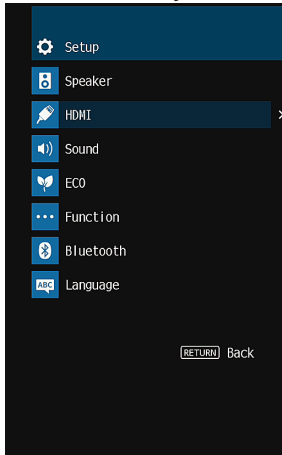 Setup
Speaker
HDMI
Sound
ECO
Function
Bluetooth
ABC Language
RETURN Back